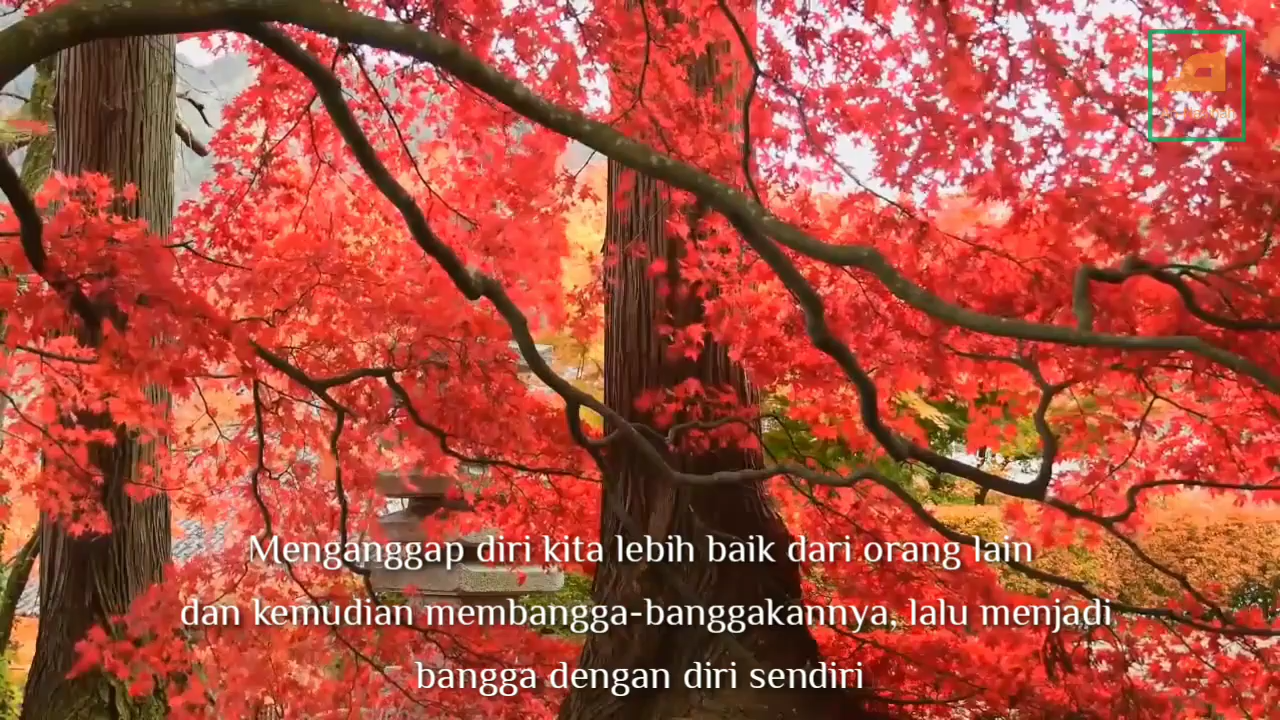 Menganggap diri kita lebih baik dari orang lain
dan kemudian membangga-banggakannya, lalu menjadi
bangga dengan diri sendiri